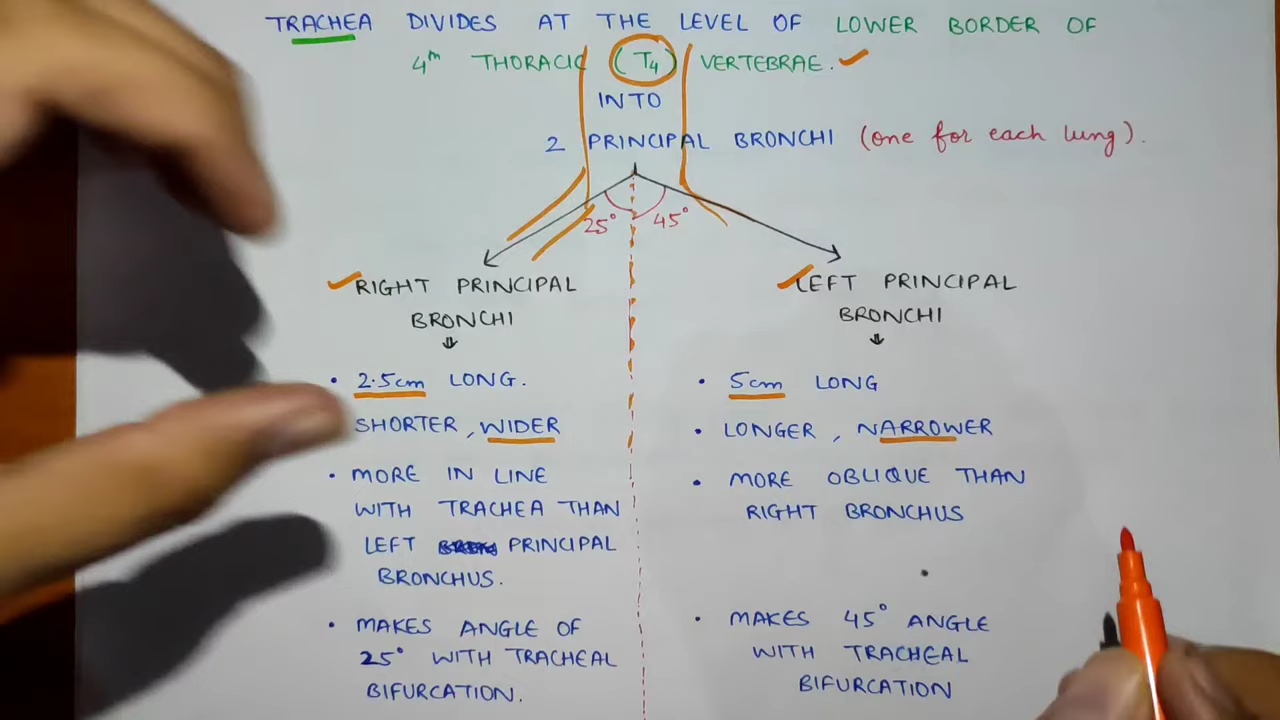 TRACHEA DIVIDES AT THE LEVEL OF LOWER BORDER OF
4th THORACIC (T4) VERTEBRAE.
INTO
2 PRINCIPAL BRONCHI (one for each lung).
25° 45°
RIGHT PRINCIPAL
BRONCHI
• 2.5cm LONG.
SHORTER, WIDER
• MORE IN LINE
WITH TRACHEA THAN
LEFT PRINCIPAL
BRONCHUS.
• MAKES ANGLE OF
25° WITH TRACHEAL
BIFURCATION.
LEFT PRINCIPAL
BRONCHI
• 5cm LONG
• LONGER, NARROWER
• MORE OBLIQUE THAN
RIGHT BRONCHUS
• MAKES 45° ANGLE
WITH TRACHEAL
BIFURCATION